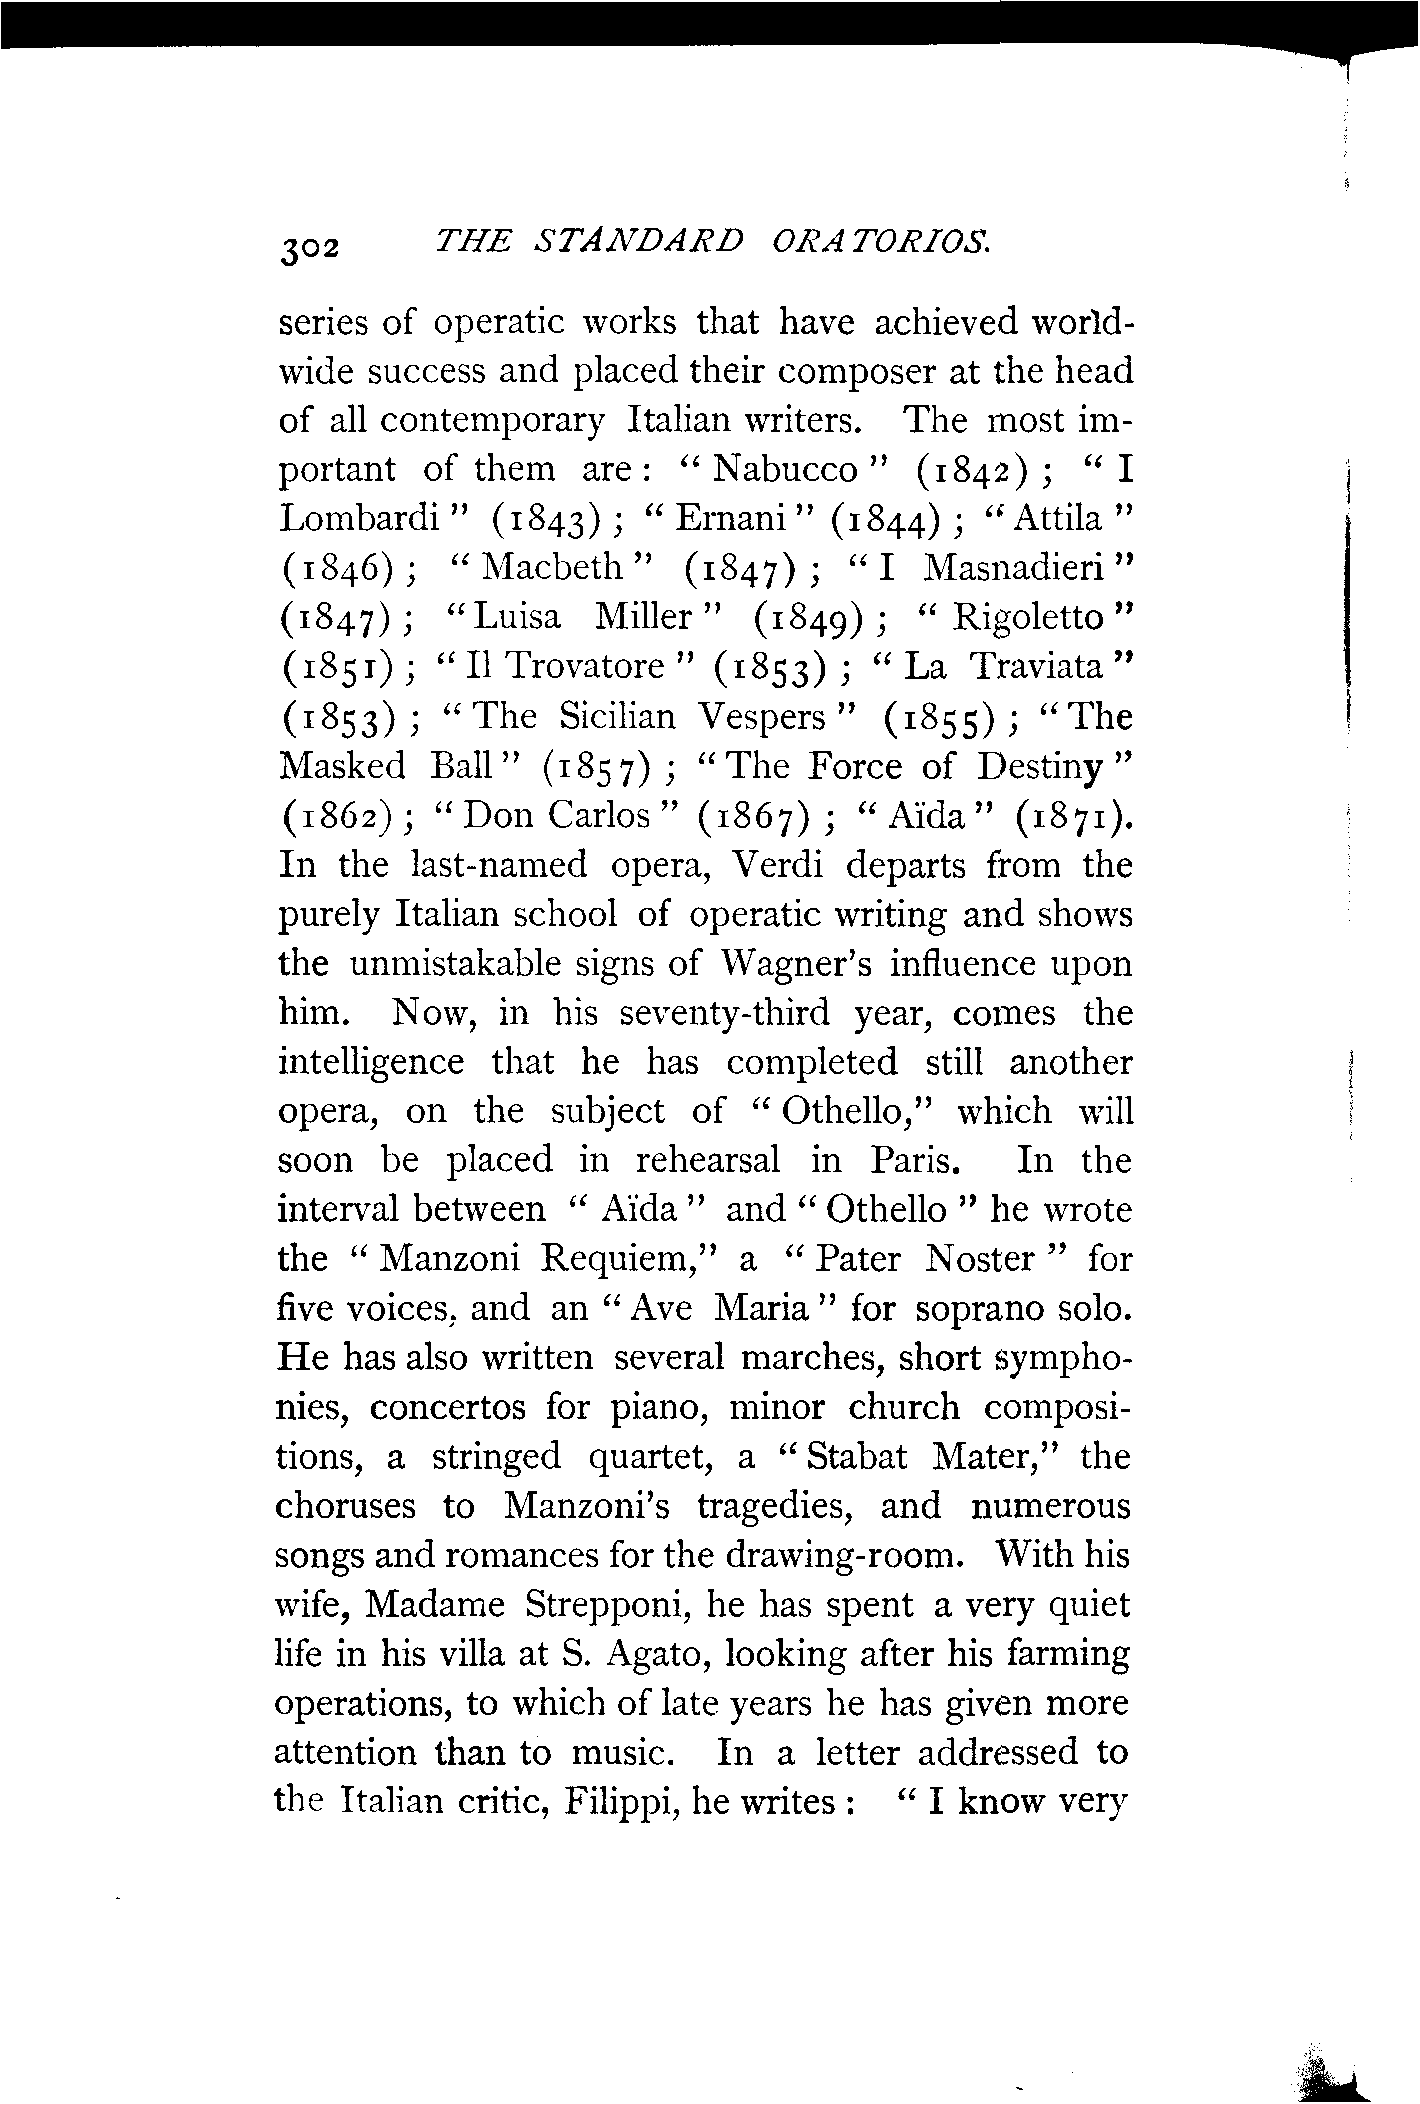 302 THE STANDARD ORATORIOS.
series of operatic works that have achieved world-
wide success and placed their composer at the head
of all contemporary Italian writers. The most im-
portant of them are: "Nabucco" (1842); "I
Lombardi" (1843); "Ernani" (1844); "Attila"
(1846); "Macbeth" (1847); "I Masnadieri"
(1847); "Luisa Miller" (1849); "Rigoletto"
(1851); "Il Trovatore" (1853); "La Traviata"
(1853); "The Sicilian Vespers" (1855); "The
Masked Ball" (1857); "The Force of Destiny"
(1862); "Don Carlos" (1867); "Aïda" (1871).
In the last-named opera, Verdi departs from the
purely Italian school of operatic writing and shows
the unmistakable signs of Wagner's influence upon
him. Now, in his seventy-third year, comes the
intelligence that he has completed still another
opera, on the subject of "Othello," which will
soon be placed in rehearsal in Paris. In the
interval between "Aïda" and "Othello" he wrote
the "Manzoni Requiem," a "Pater Noster" for
five voices, and an "Ave Maria" for soprano solo.
He has also written several marches, short sympho-
nies, concertos for piano, minor church composi-
tions, a stringed quartet, a "Stabat Mater," the
choruses to Manzoni's tragedies, and numerous
songs and romances for the drawing-room. With his
wife, Madame Strepponi, he has spent a very quiet
life in his villa at S. Agato, looking after his farming
operations, to which of late years he has given more
attention than to music. In a letter addressed to
the Italian critic, Filippi, he writes: "I know very